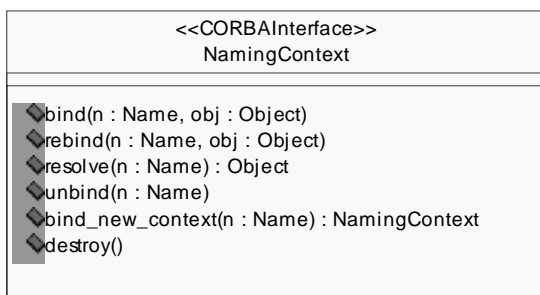 <<CORBAInterface>>
NamingContext
bind(n : Name, obj : Object)
rebind(n : Name, obj : Object)
resolve(n : Name) : Object
unbind(n : Name)
bind_new_context(n : Name) : NamingContext
destroy()